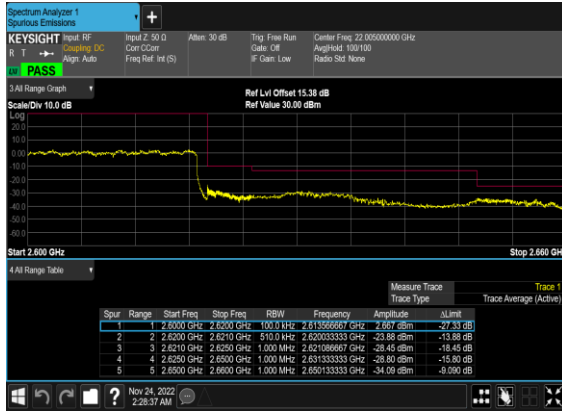 Spectrum Analyzer 1
Spurious Emissions
KEYSIGHT
R T
LXI PASS
Input: RF
Coupling: DC
Align: Auto
Input Z: 50 Ω
Corr CCorr
Freq Ref: Int (S)
Atten: 30 dB
Trig: Free Run
Gate: Off
IF Gain: Low
Center Freq: 22.005000000 GHz
Avg|Hold: 100/100
Radio Std: None
3 All Range Graph
Ref Lvl Offset 15.38 dB
Scale/Div 10.0 dB
Ref Value 30.00 dBm
Log
20.0
10.0
0.00
-10.0
-20.0
-30.0
-40.0
-50.0
-60.0
Start 2.600 GHz
Stop 2.660 GH
4 All Range Table
Measure Trace Trace 1
Trace Type Trace Average (Active)
Spur Range Start Freq Stop Freq RBW Frequency Amplitude ΔLimit
1 1 2.6000 GHz 2.6200 GHz 100.0 kHz 2.613566667 GHz 2.667 dBm -27.33 dB
2 2 2.6200 GHz 2.6210 GHz 510.0 kHz 2.620033333 GHz -23.88 dBm -13.88 dB
3 3 2.6210 GHz 2.6250 GHz 1.000 MHz 2.621086667 GHz -28.45 dBm -18.45 dB
4 4 2.6250 GHz 2.6500 GHz 1.000 MHz 2.631333333 GHz -28.80 dBm -15.80 dB
5 5 2.6500 GHz 2.6600 GHz 1.000 MHz 2.650133333 GHz -34.09 dBm -9.090 dB
Nov 24, 2022
2:28:37 AM